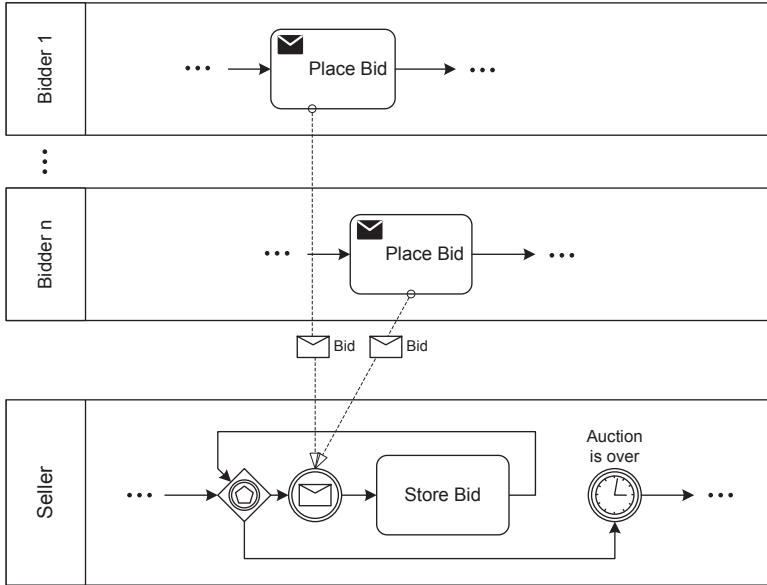 Bidder 1
Place Bid
Bidder n
Place Bid
Bid
Bid
Seller
Store Bid
Auction
is over